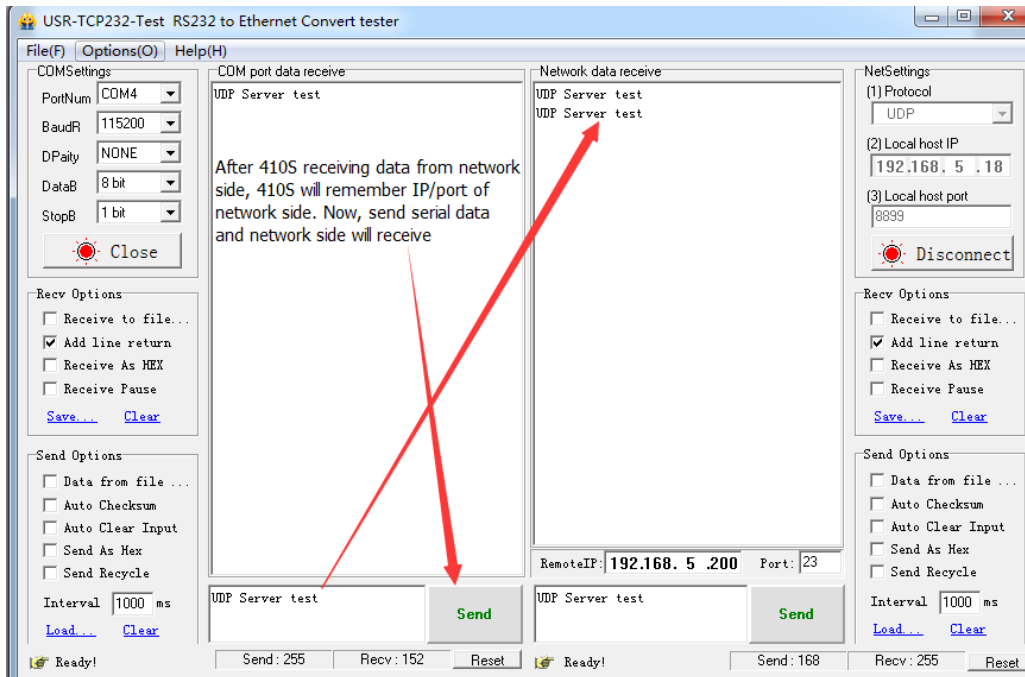 USR-TCP232-Test RS232 to Ethernet Convert tester
File(F) Options(O) Help(H)
COMSettings
PortNum COM4
BaudR 115200
DPaity NONE
DataB 8 bit
StopB 1 bit
Close
Recv Options
Receive to file...
Add line return
Receive As HEX
Receive Pause
Save... Clear
Send Options
Data from file ...
Auto Checksum
Auto Clear Input
Send As Hex
Send Recycle
Interval 1000 ms
Load... Clear
Ready!
COM port data receive
UDP Server test
After 410S receiving data from network
side, 410S will remember IP/port of
network side. Now, send serial data
and network side will receive
UDP Server test
Send
Send : 255 Recv : 152 Reset
Network data receive
UDP Server test
UDP Server test
RemoteIP: 192.168. 5 .200 Port: 23
UDP Server test
Send
Ready!
Send : 168 Recv : 255 Reset
NetSettings
(1) Protocol
UDP
(2) Local host IP
192.168. 5 .18
(3) Local host port
8899
Disconnect
Recv Options
Receive to file...
Add line return
Receive As HEX
Receive Pause
Save... Clear
Send Options
Data from file ...
Auto Checksum
Auto Clear Input
Send As Hex
Send Recycle
Interval 1000 ms
Load... Clear